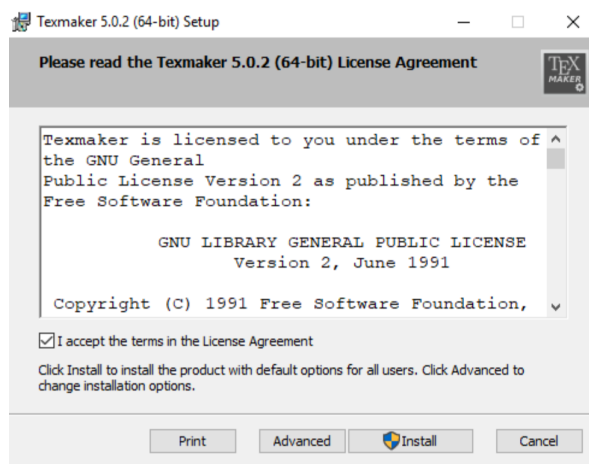 Texmaker 5.0.2 (64-bit) Setup
Please read the Texmaker 5.0.2 (64-bit) License Agreement
TEX
MAKER
Texmaker is licensed to you under the terms of
the GNU General
Public License Version 2 as published by the
Free Software Foundation:
GNU LIBRARY GENERAL PUBLIC LICENSE
Version 2, June 1991
Copyright (C) 1991 Free Software Foundation,
I accept the terms in the License Agreement
Click Install to install the product with default options for all users. Click Advanced to
change installation options.
Print Advanced Install Cancel